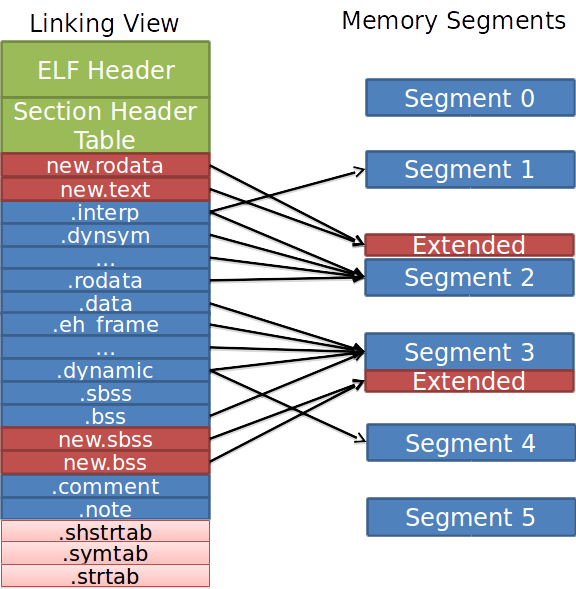 Linking View
ELF Header
Section Header
Table
new.rodata
new.text
.interp
.dynsym
...
.rodata
.data
.eh_frame
...
.dynamic
.sbss
.bss
new.sbss
new.bss
.comment
.note
.shstrtab
.symtab
.strtab
Memory Segments
Segment 0
Segment 1
Extended
Segment 2
Segment 3
Extended
Segment 4
Segment 5